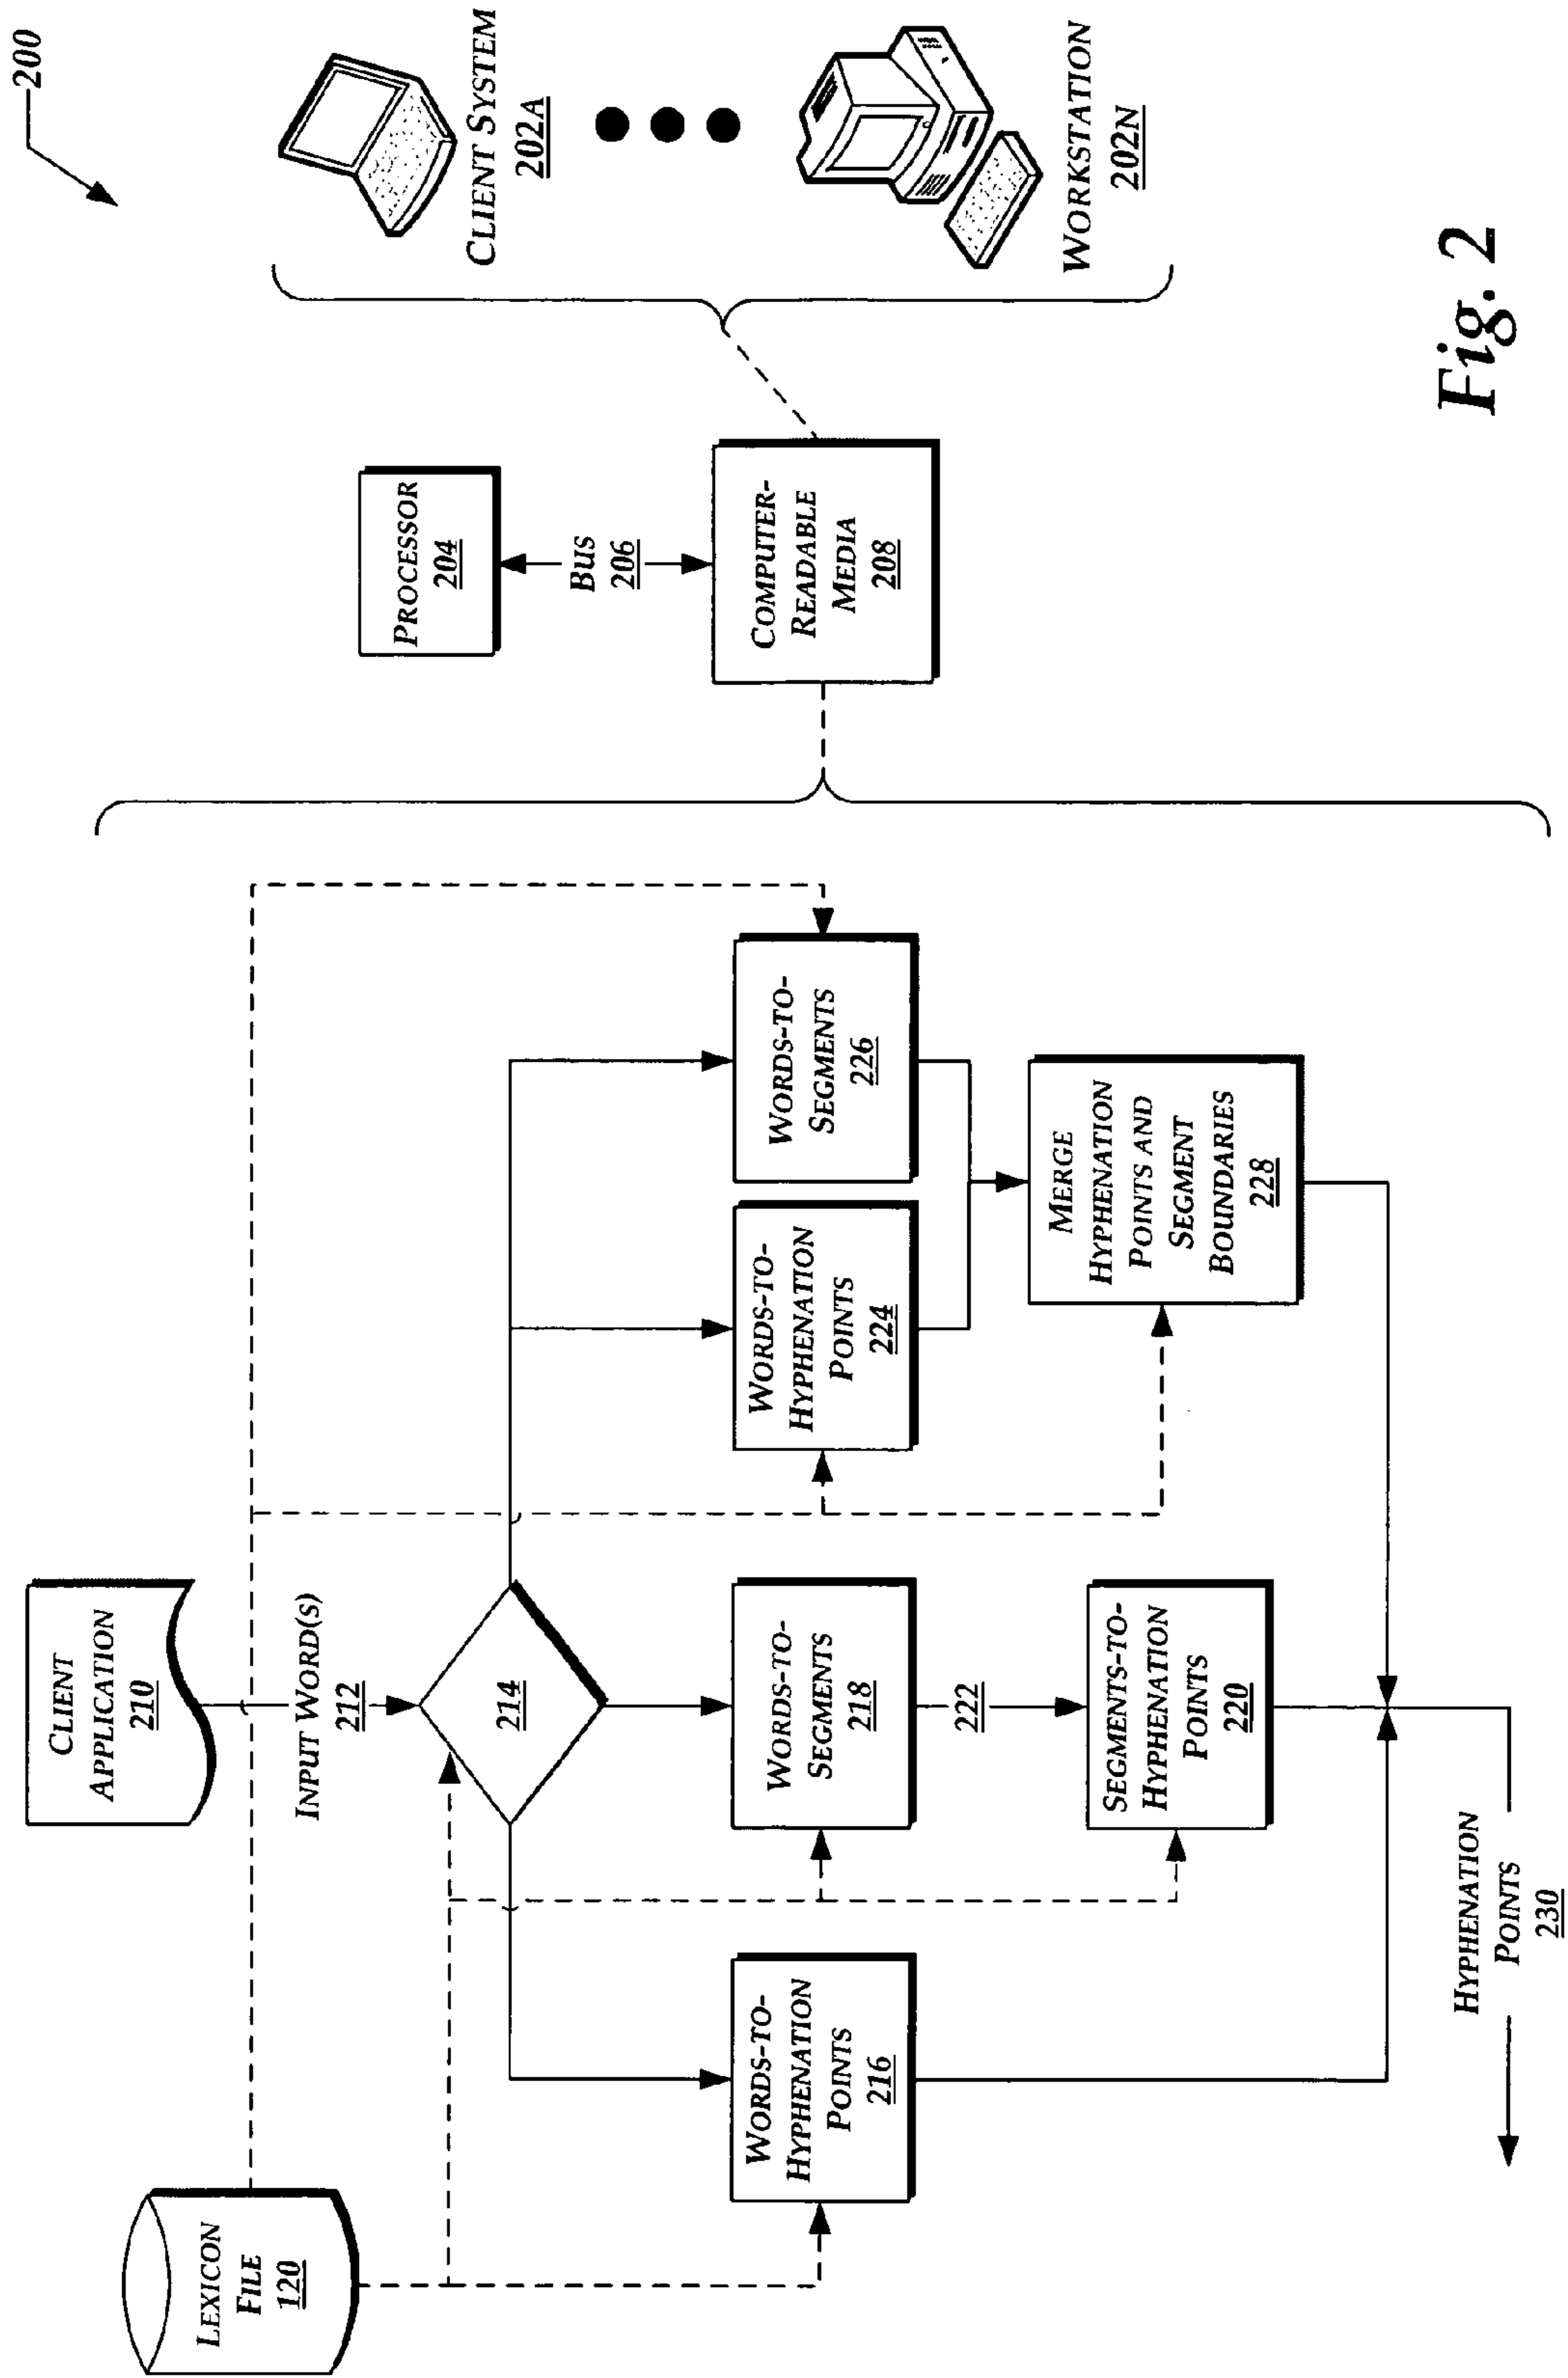 200
CLIENT SYSTEM
202A
WORKSTATION
202N
PROCESSOR
204
BUS
206
COMPUTER-
READABLE
MEDIA
208
LEXICON
FILE
120
CLIENT
APPLICATION
210
INPUT WORD(S)
212
214
WORDS-TO-
HYPHENATION
POINTS
216
WORDS-TO-
SEGMENTS
218
222
SEGMENTS-TO-
HYPHENATION
POINTS
220
WORDS-TO-
HYPHENATION
POINTS
224
WORDS-TO-
SEGMENTS
226
MERGE
HYPHENATION
POINTS AND
SEGMENT
BOUNDARIES
228
HYPHENATION
POINTS
230
Fig. 2